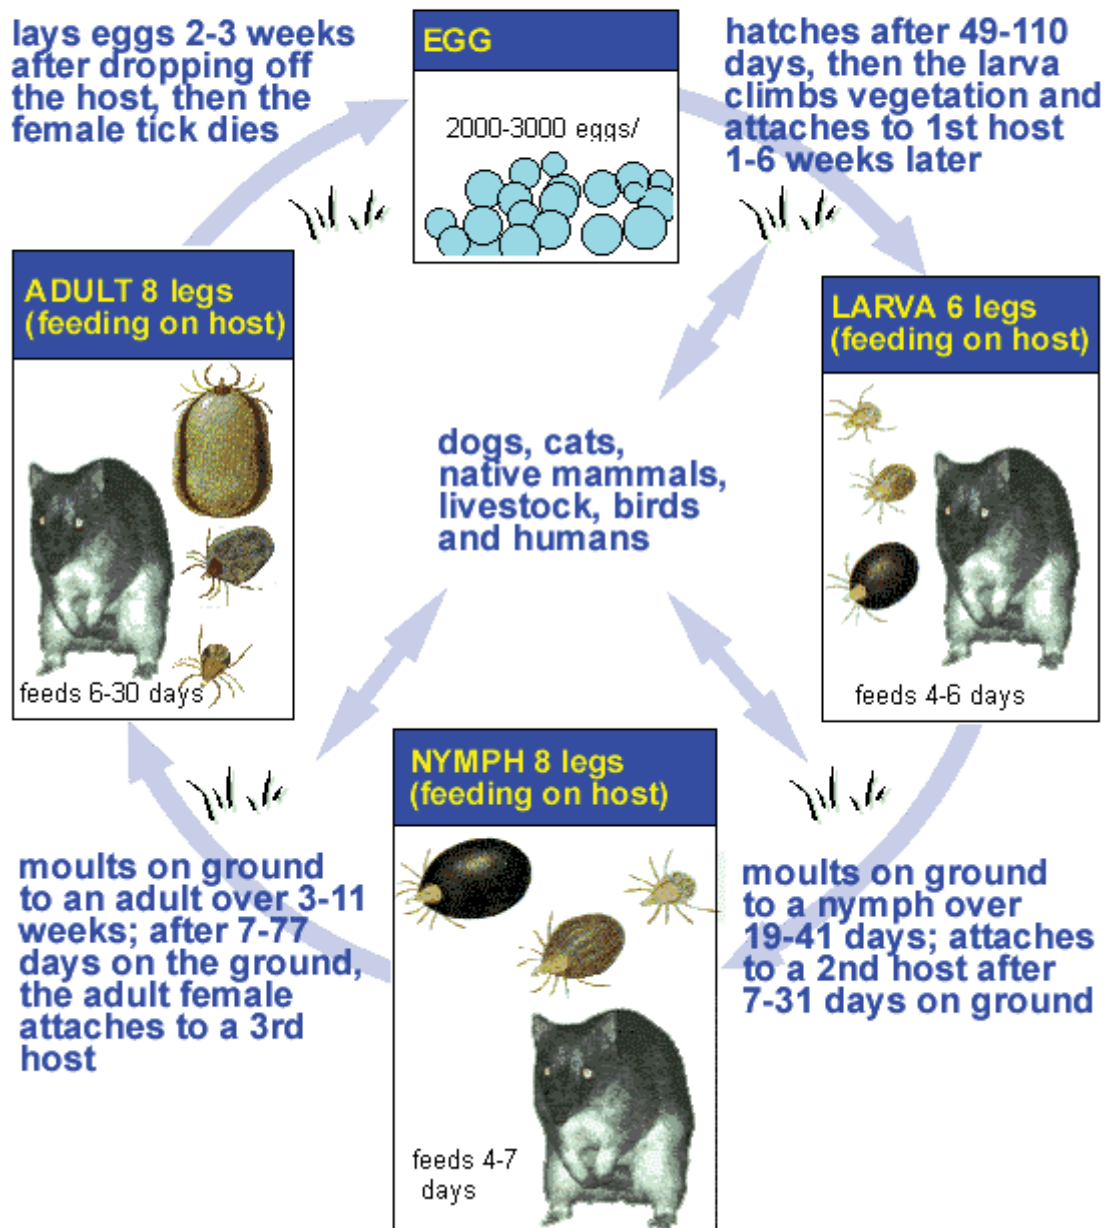 lays eggs 2-3 weeks
after dropping off
the host, then the
female tick dies
EGG
2000-3000 eggs/
hatches after 49-110
days, then the larva
climbs vegetation and
attaches to 1st host
1-6 weeks later
ADULT 8 legs
(feeding on host)
feeds 6-30 days
LARVA 6 legs
(feeding on host)
feeds 4-6 days
dogs, cats,
native mammals,
livestock, birds
and humans
NYMPH 8 legs
(feeding on host)
feeds 4-7
days
moults on ground
to an adult over 3-11
weeks; after 7-77
days on the ground,
the adult female
attaches to a 3rd
host
moults on ground
to a nymph over
19-41 days; attaches
to a 2nd host after
7-31 days on ground